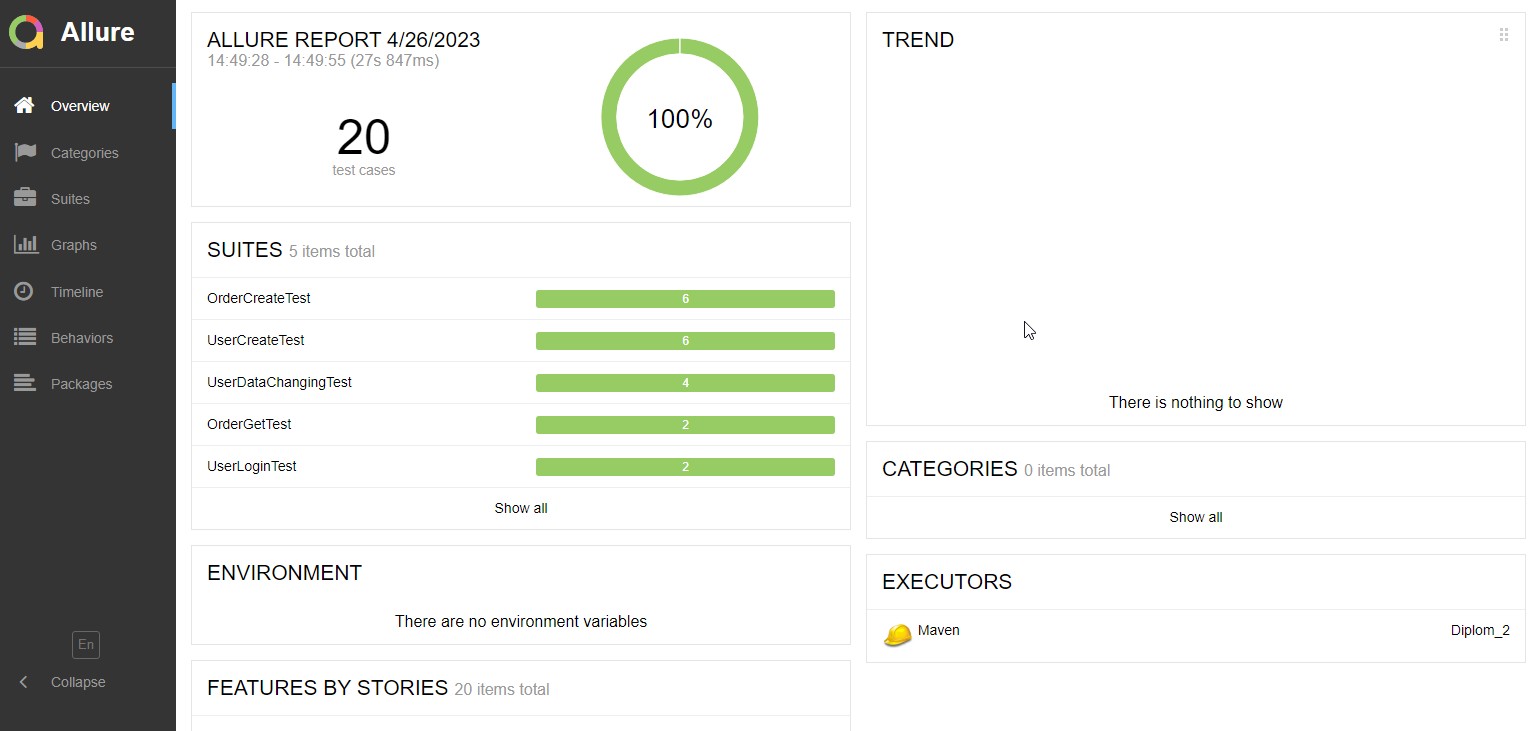 Allure
Overview
Categories
Suites
Graphs
Timeline
Behaviors
Packages
En
Collapse
ALLURE REPORT 4/26/2023
14:49:28 - 14:49:55 (27s 847ms)
20
test cases
100%
SUITES 5 items total
OrderCreateTest 6
UserCreateTest 6
UserDataChangingTest 4
OrderGetTest 2
UserLoginTest 2
Show all
ENVIRONMENT
There are no environment variables
FEATURES BY STORIES 20 items total
TREND
There is nothing to show
CATEGORIES 0 items total
Show all
EXECUTORS
Maven Diplom_2